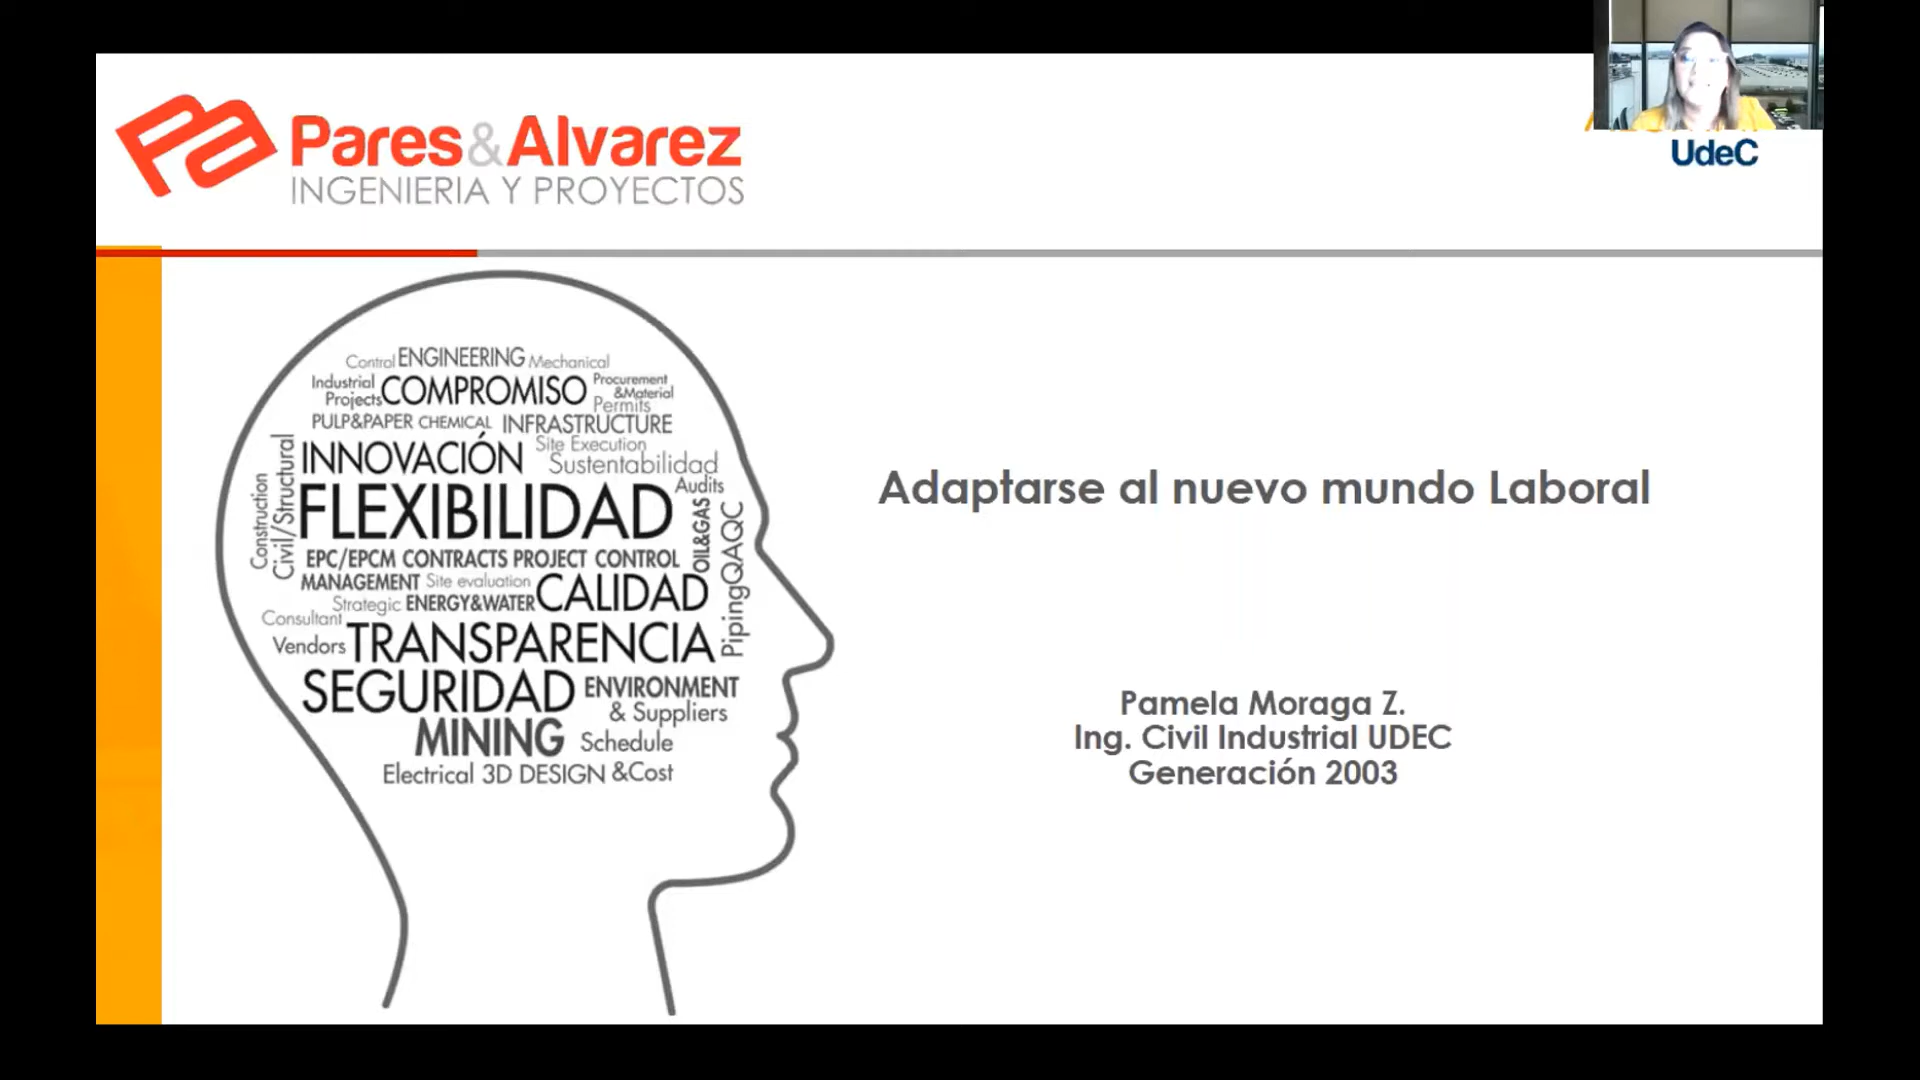 Pares&Alvarez
INGENIERIA Y PROYECTOS
UdeC
Control ENGINEERING Mechanical
Industrial Projects COMPROMISO Procurement &Material
Permits
PULP&PAPER CHEMICAL INFRASTRUCTURE
INNOVACIÓN Site Execution
Sustentabilidad
Construction
Civil/Structural
FLEXIBILIDAD Audits
OIL&GAS
QAQC
EPC/EPCM CONTRACTS PROJECT CONTROL
MANAGEMENT Site evaluation CALIDAD
Strategic ENERGY&WATER
Piping
Consultant
Vendors TRANSPARENCIA
SEGURIDAD ENVIRONMENT
& Suppliers
MINING Schedule
Electrical 3D DESIGN &Cost
Adaptarse al nuevo mundo Laboral
Pamela Moraga Z.
Ing. Civil Industrial UDEC
Generación 2003